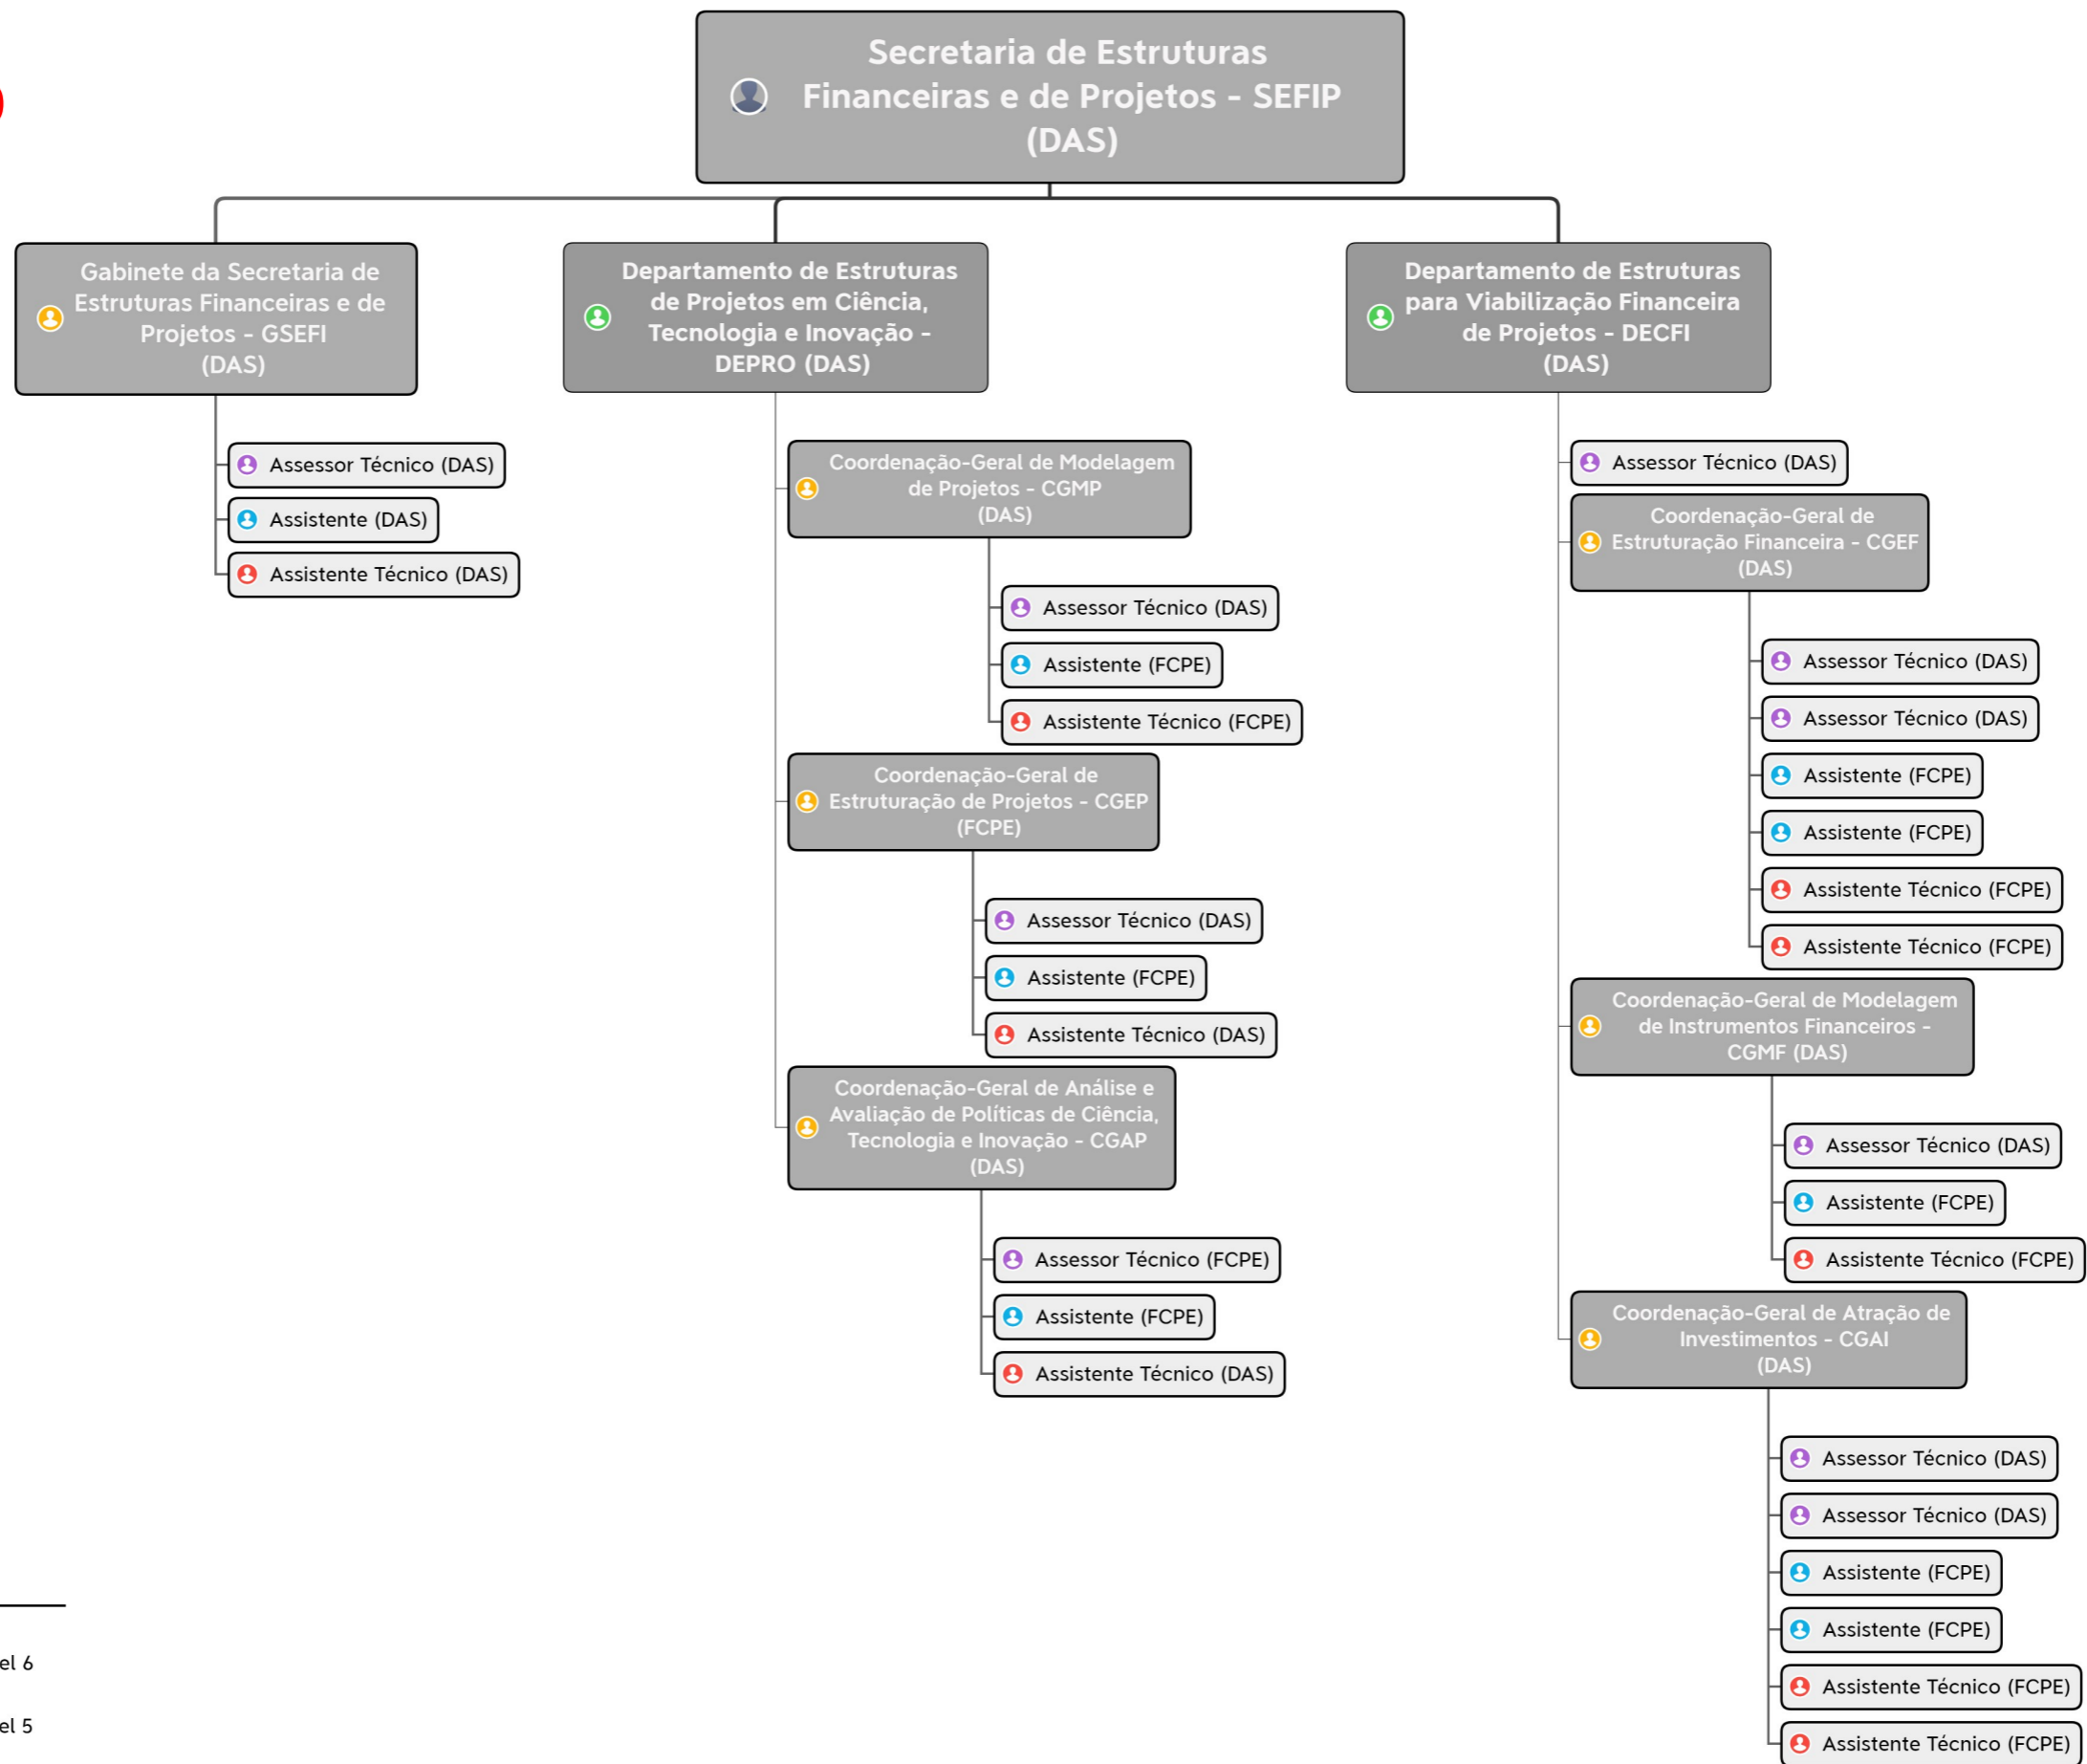 Secretaria de Estruturas
Financeiras e de Projetos - SEFIP
(DAS)
Gabinete da Secretaria de
Estruturas Financeiras e de
Projetos - GSEFI
(DAS)
Assessor Técnico (DAS)
Assistente (DAS)
Assistente Técnico (DAS)
Departamento de Estruturas
de Projetos em Ciência,
Tecnologia e Inovação -
DEPRO (DAS)
Coordenação-Geral de Modelagem
de Projetos - CGMP
(DAS)
Assessor Técnico (DAS)
Assistente (FCPE)
Assistente Técnico (FCPE)
Coordenação-Geral de
Estruturação de Projetos - CGEP
(FCPE)
Assessor Técnico (DAS)
Assistente (FCPE)
Assistente Técnico (DAS)
Coordenação-Geral de Análise e
Avaliação de Políticas de Ciência,
Tecnologia e Inovação - CGAP
(DAS)
Assessor Técnico (FCPE)
Assistente (FCPE)
Assistente Técnico (DAS)
Departamento de Estruturas
para Viabilização Financeira
de Projetos - DECFI
(DAS)
Assessor Técnico (DAS)
Coordenação-Geral de
Estruturação Financeira - CGEF
(DAS)
Assessor Técnico (DAS)
Assessor Técnico (DAS)
Assistente (FCPE)
Assistente (FCPE)
Assistente Técnico (FCPE)
Assistente Técnico (FCPE)
Coordenação-Geral de Modelagem
de Instrumentos Financeiros -
CGMF (DAS)
Assessor Técnico (DAS)
Assistente (FCPE)
Assistente Técnico (FCPE)
Coordenação-Geral de Atração de
Investimentos - CGAI
(DAS)
Assessor Técnico (DAS)
Assessor Técnico (DAS)
Assistente (FCPE)
Assistente (FCPE)
Assistente Técnico (FCPE)
Assistente Técnico (FCPE)
el 6
el 5